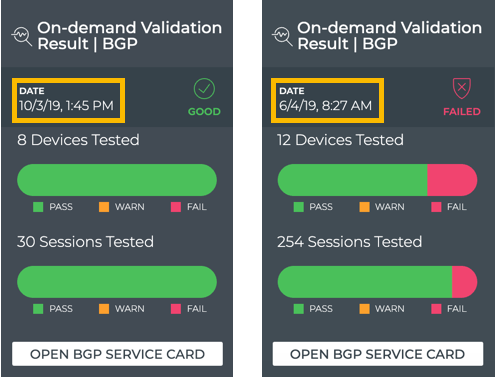 On-demand Validation
Result | BGP
DATE
10/3/19, 1:45 PM
GOOD
8 Devices Tested
PASS WARN FAIL
30 Sessions Tested
PASS WARN FAIL
OPEN BGP SERVICE CARD
On-demand Validation
Result | BGP
DATE
6/4/19, 8:27 AM
FAILED
12 Devices Tested
PASS WARN FAIL
254 Sessions Tested
PASS WARN FAIL
OPEN BGP SERVICE CARD